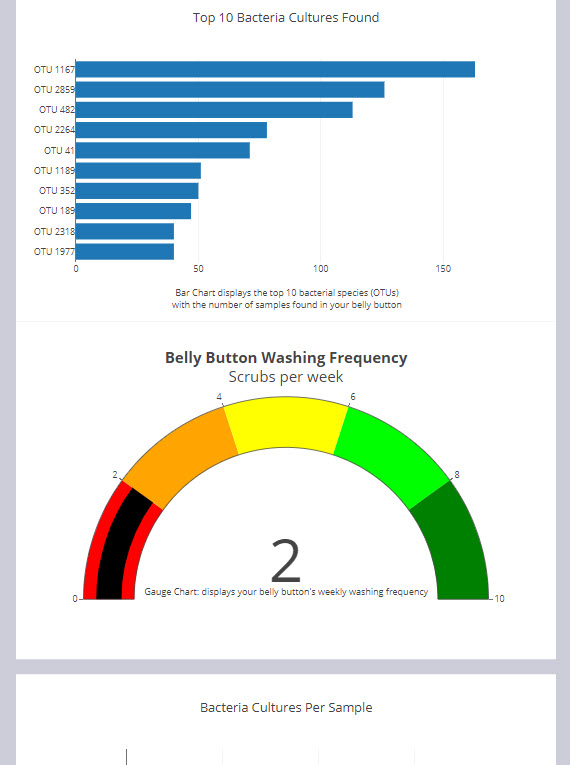 Top 10 Bacteria Cultures Found
OTU 1167
OTU 2859
OTU 482
OTU 2264
OTU 41
OTU 1189
OTU 352
OTU 189
OTU 2318
OTU 1977
0 50 100 150
Bar Chart displays the top 10 bacterial species (OTUs)
with the number of samples found in your belly button
Belly Button Washing Frequency
Scrubs per week
4 6
2 8
2
Gauge Chart: displays your belly button's weekly washing frequency
0 10
Bacteria Cultures Per Sample